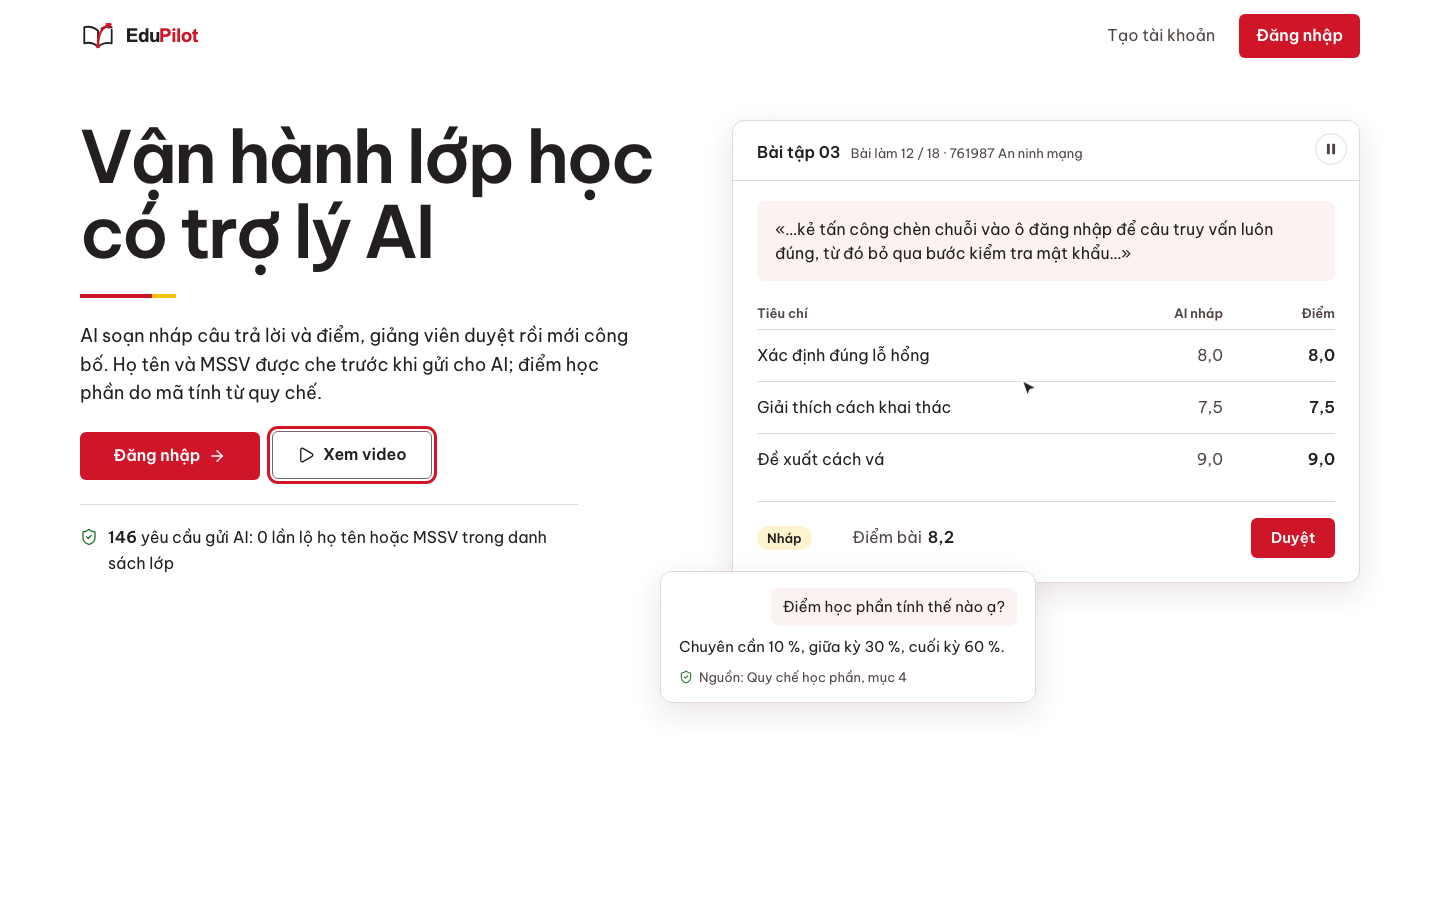 EduPilot
Tạo tài khoản
Đăng nhập
Vận hành lớp học
có trợ lý AI
AI soạn nháp câu trả lời và điểm, giảng viên duyệt rồi mới công
bố. Họ tên và MSSV được che trước khi gửi cho AI; điểm học
phần do mã tính từ quy chế.
Đăng nhập
Xem video
146 yêu cầu gửi AI: 0 lần lộ họ tên hoặc MSSV trong danh
sách lớp
Bài tập 03 Bài làm 12 / 18 · 761987 An ninh mạng
«…kẻ tấn công chèn chuỗi vào ô đăng nhập để câu truy vấn luôn
đúng, từ đó bỏ qua bước kiểm tra mật khẩu…»
Tiêu chí AI nháp Điểm
Xác định đúng lỗ hổng 8,0 8,0
Giải thích cách khai thác 7,5 7,5
Đề xuất cách vá 9,0 9,0
Nháp Điểm bài 8,2 Duyệt
Điểm học phần tính thế nào ạ?
Chuyên cần 10 %, giữa kỳ 30 %, cuối kỳ 60 %.
Nguồn: Quy chế học phần, mục 4